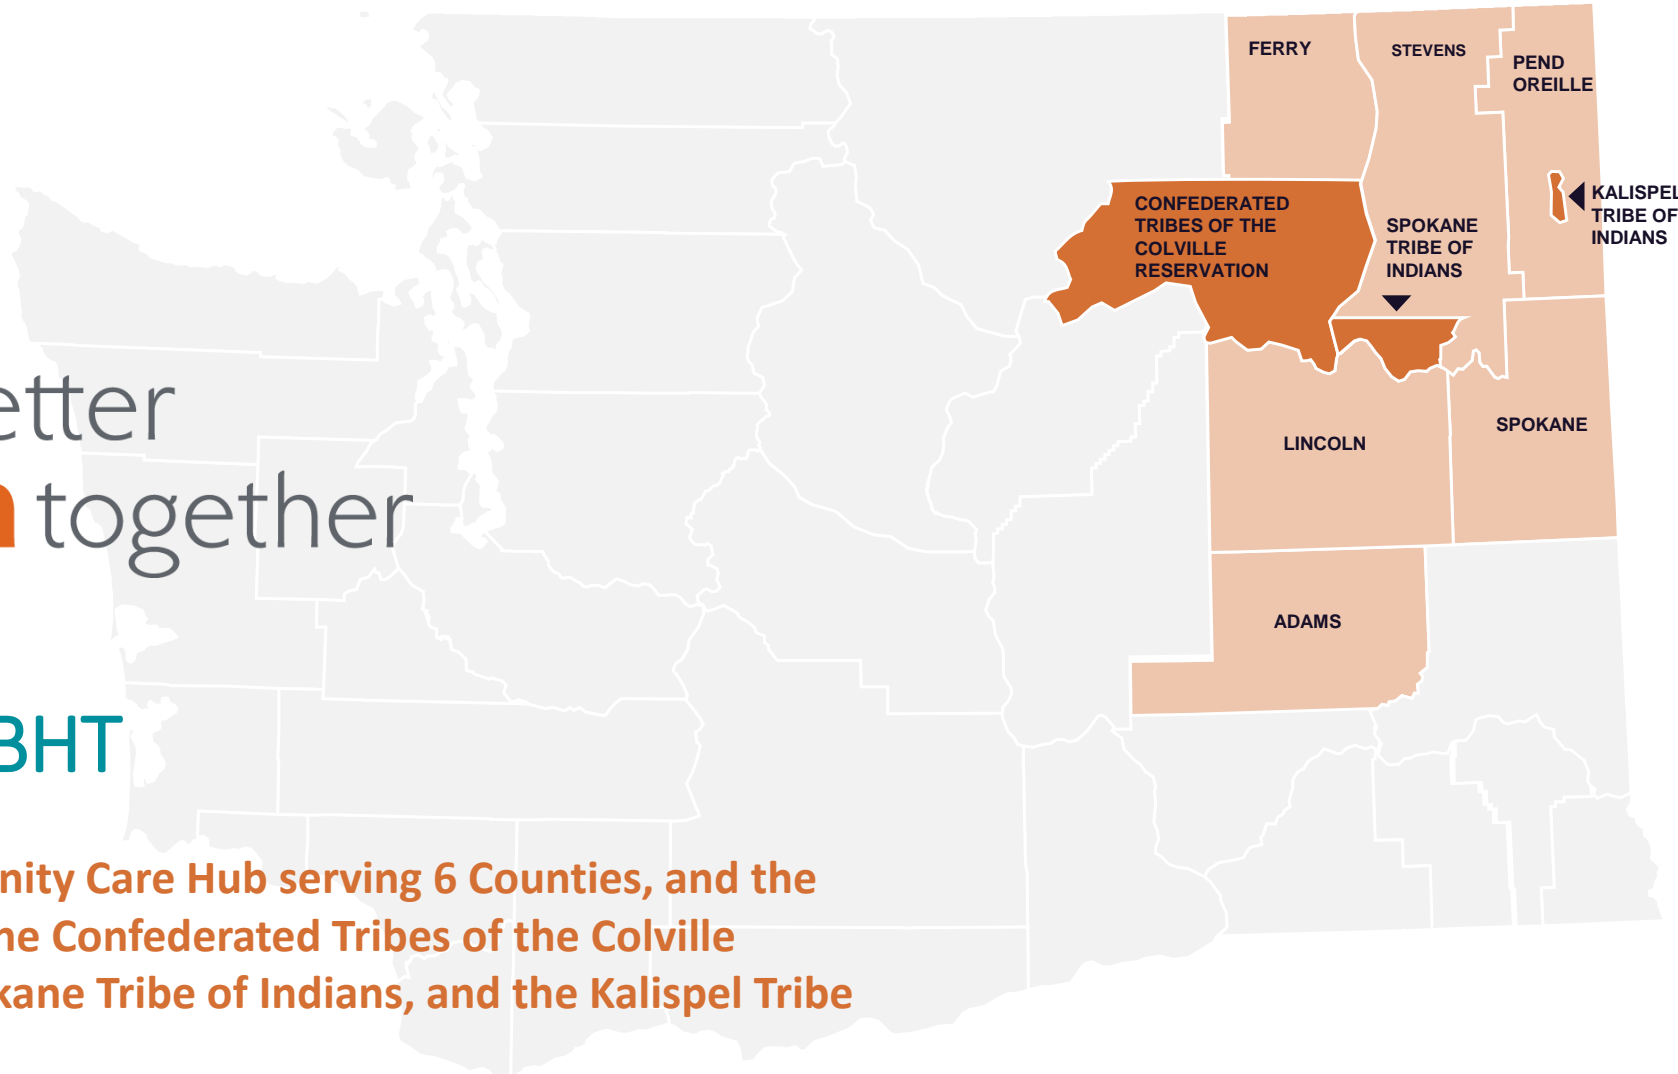 etter
together
BHT
nity Care Hub serving 6 Counties, and the
he Confederated Tribes of the Colville
kane Tribe of Indians, and the Kalispel Tribe
FERRY
STEVENS
PEND
OREILLE
CONFEDERATED
TRIBES OF THE
COLVILLE
RESERVATION
SPOKANE
TRIBE OF
INDIANS
KALISPEL
TRIBE OF
INDIANS
LINCOLN
SPOKANE
ADAMS